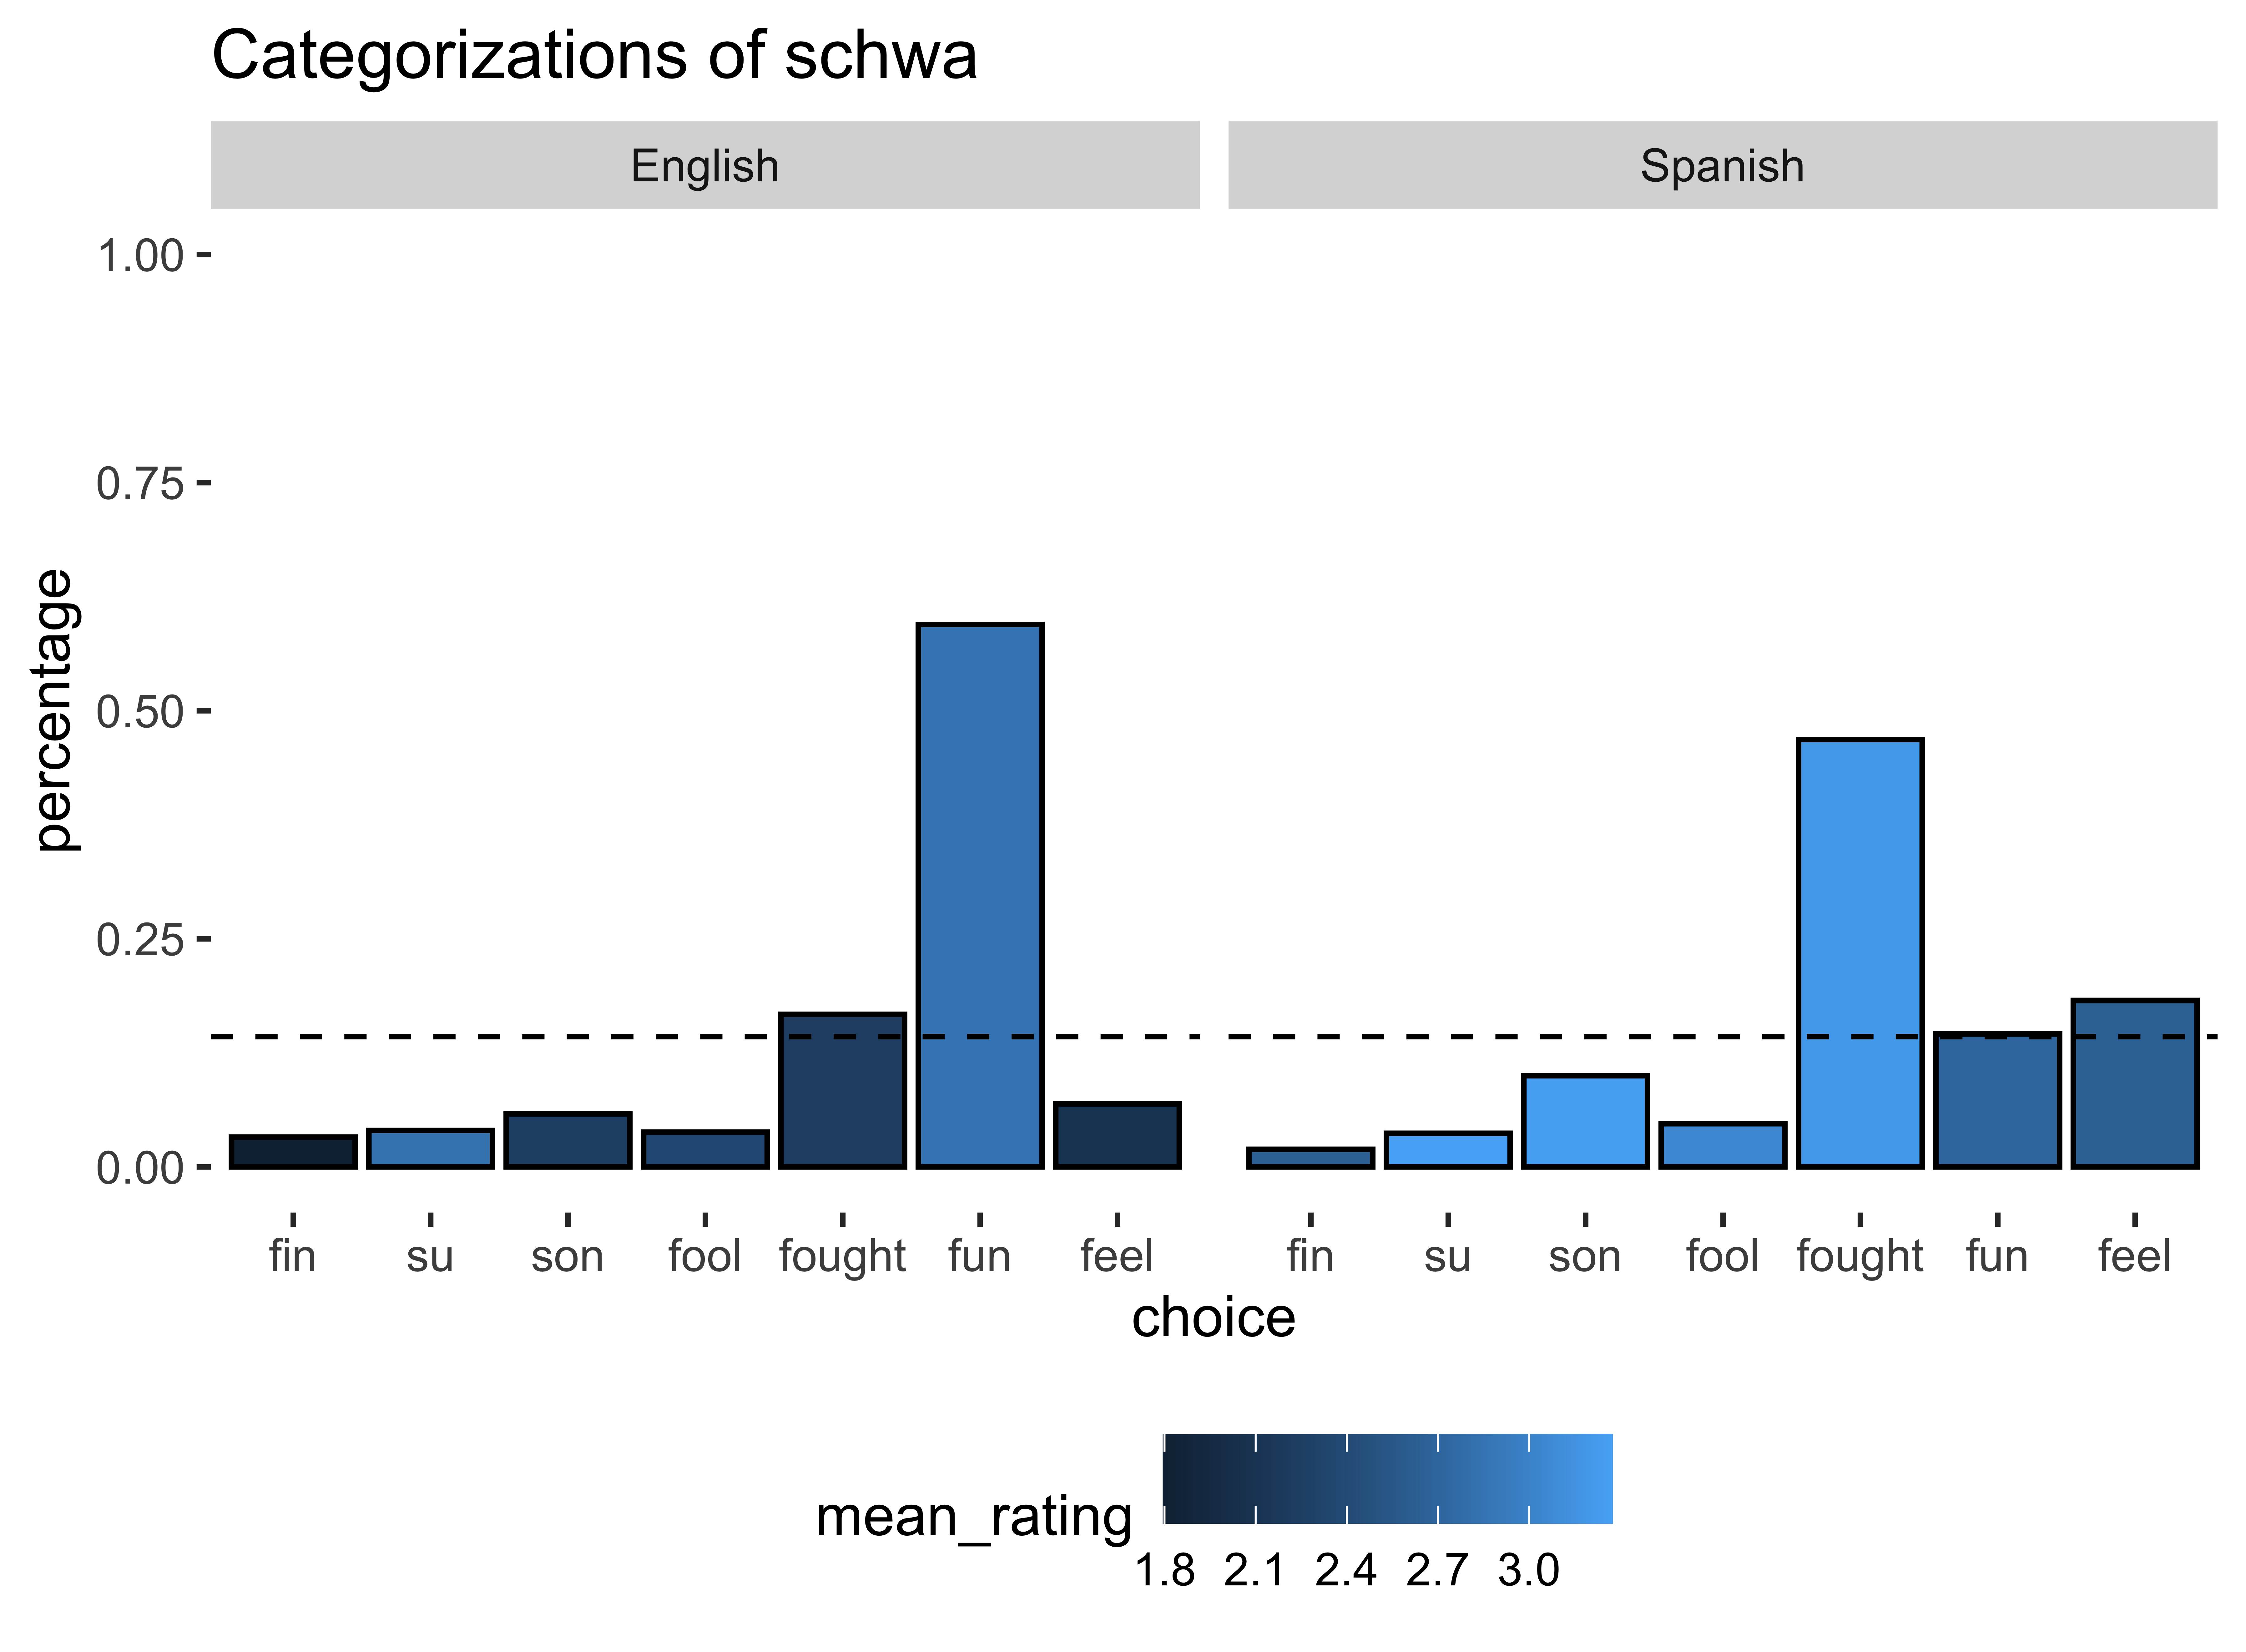 Categorizations of schwa
English Spanish
1.00
0.75
0.50
0.25
0.00
percentage
fin su son fool fought fun feel fin su son fool fought fun feel
choice
mean_rating
1.8 2.1 2.4 2.7 3.0